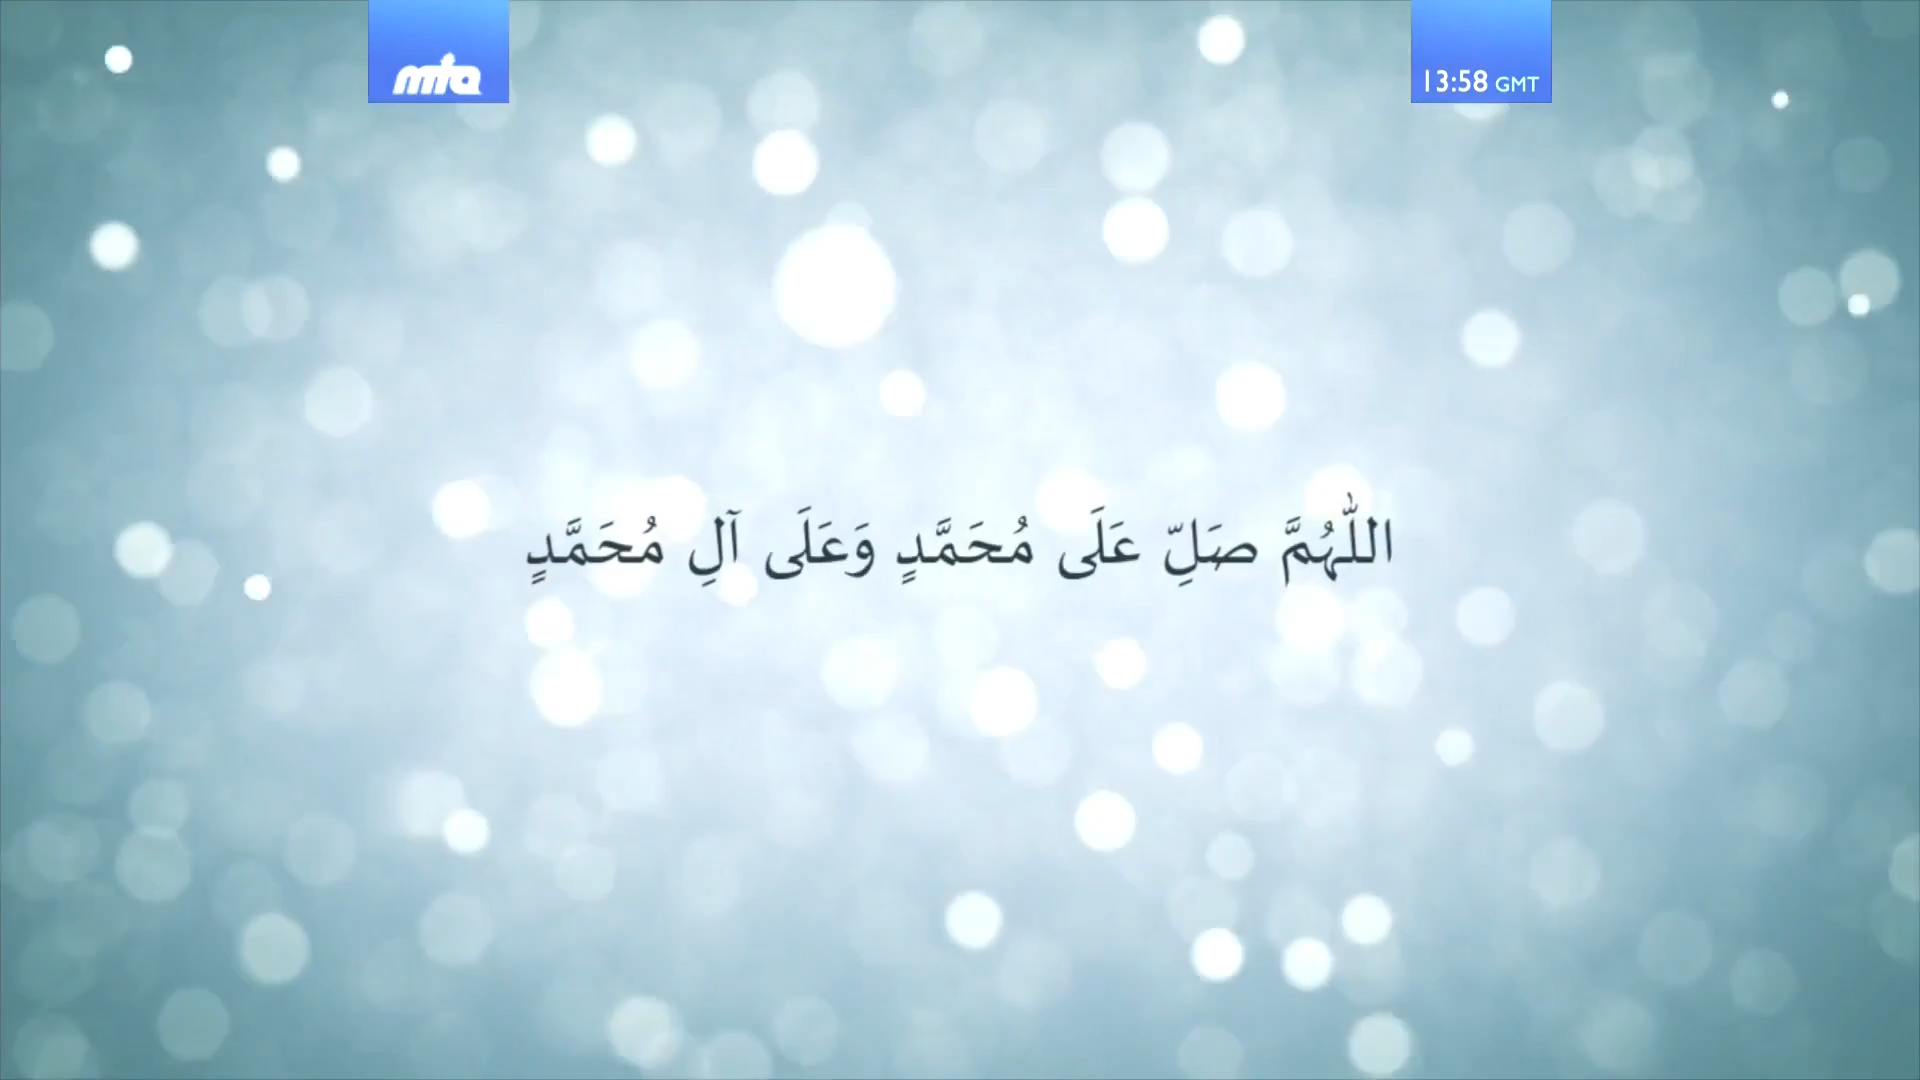 mta
13:58 GMT
اللّٰهُمَّ صَلِّ عَلَى مُحَمَّدٍ وَعَلَى آلِ مُحَمَّدٍ